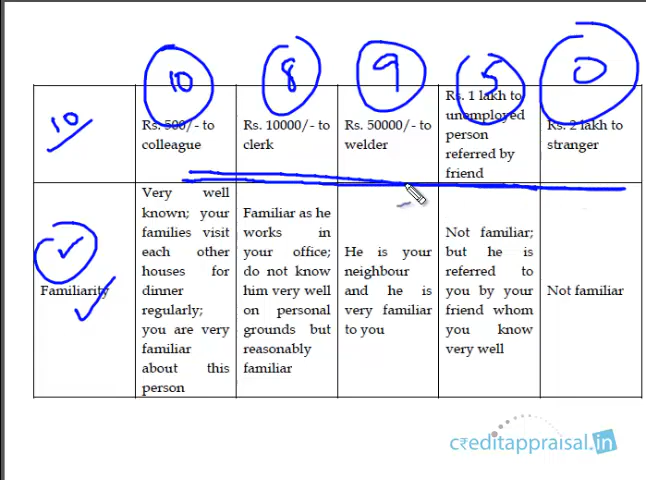 10 8 9 5 0
10
Rs. 500/- to
colleague
Rs. 10000/- to
clerk
Rs. 50000/- to
welder
Rs. 1 lakh to
unemployed
person
referred by
friend
Rs. 2 lakh to
stranger
Familiarity
Very well
known; your
families visit
each other
houses for
dinner
regularly;
you are very
familiar
about this
person
Familiar as he
works in
your office;
do not know
him very well
on personal
grounds but
reasonably
familiar
He is your
neighbour
and he is
very familiar
to you
Not familiar;
but he is
referred to
you by your
friend whom
you know
very well
Not familiar
c₹editappraisal.in